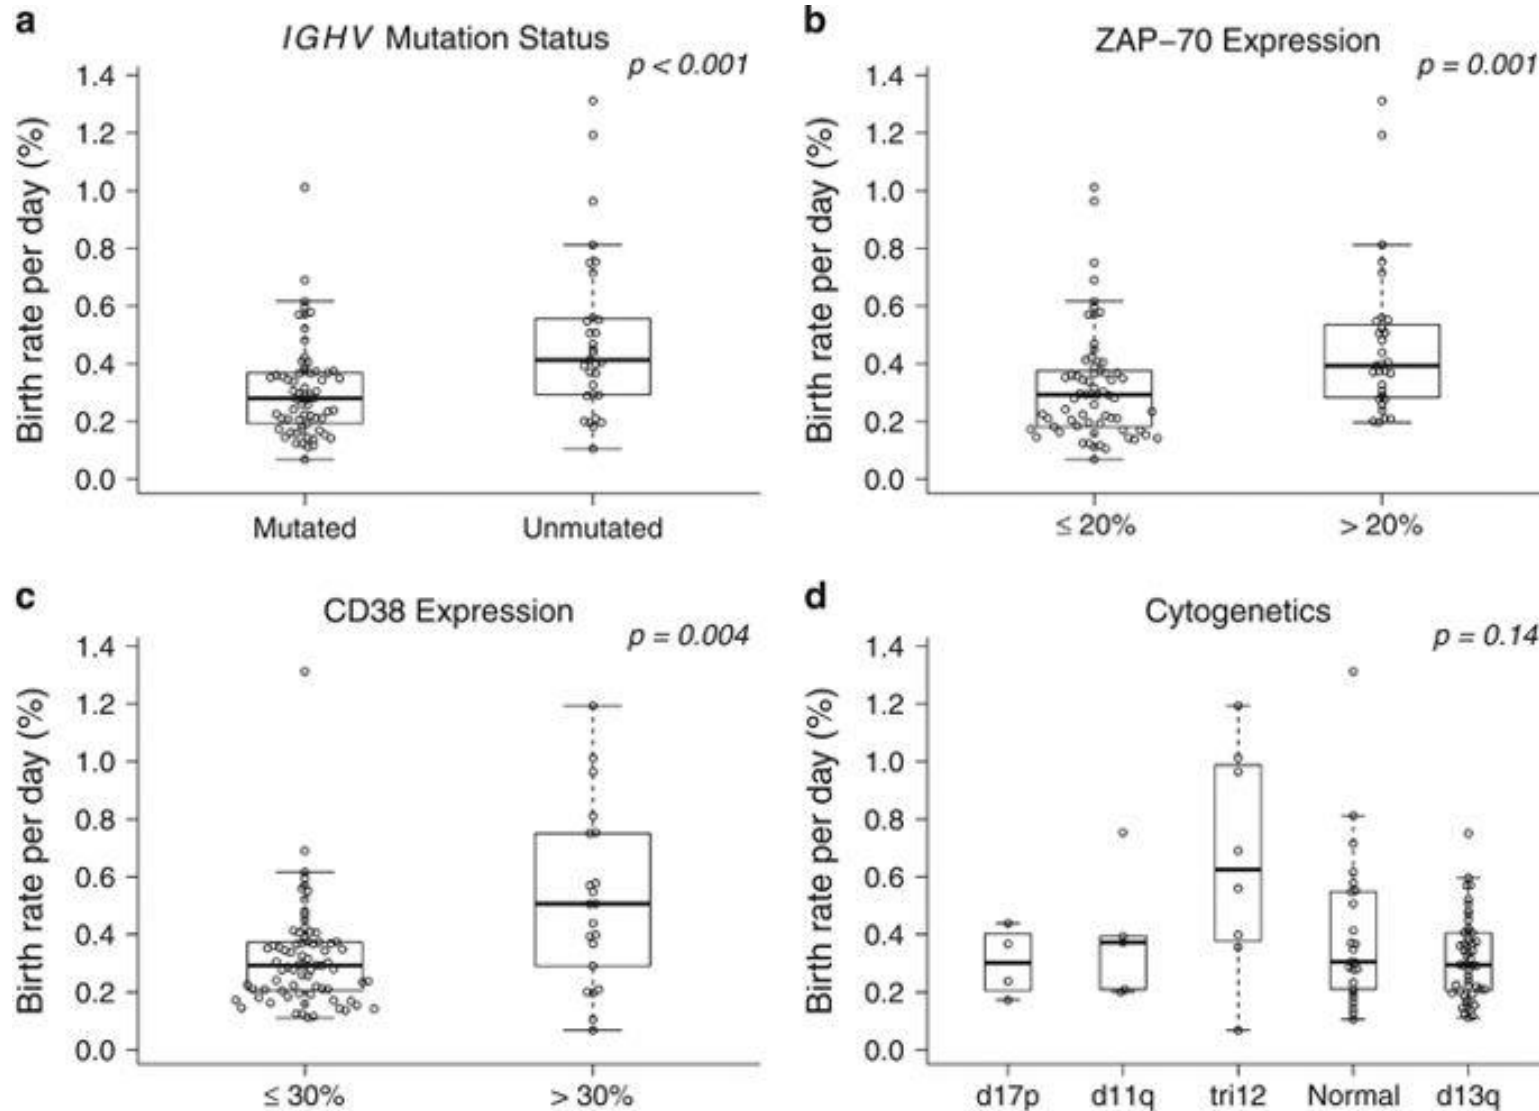 a
IGHV Mutation Status
p < 0.001
Birth rate per day (%)
1.4
1.2
1.0
0.8
0.6
0.4
0.2
0.0
Mutated Unmutated
b
ZAP–70 Expression
p = 0.001
Birth rate per day (%)
1.4
1.2
1.0
0.8
0.6
0.4
0.2
0.0
≤ 20% > 20%
c
CD38 Expression
p = 0.004
Birth rate per day (%)
1.4
1.2
1.0
0.8
0.6
0.4
0.2
0.0
≤ 30% > 30%
d
Cytogenetics
p = 0.14
Birth rate per day (%)
1.4
1.2
1.0
0.8
0.6
0.4
0.2
0.0
d17p d11q tri12 Normal d13q